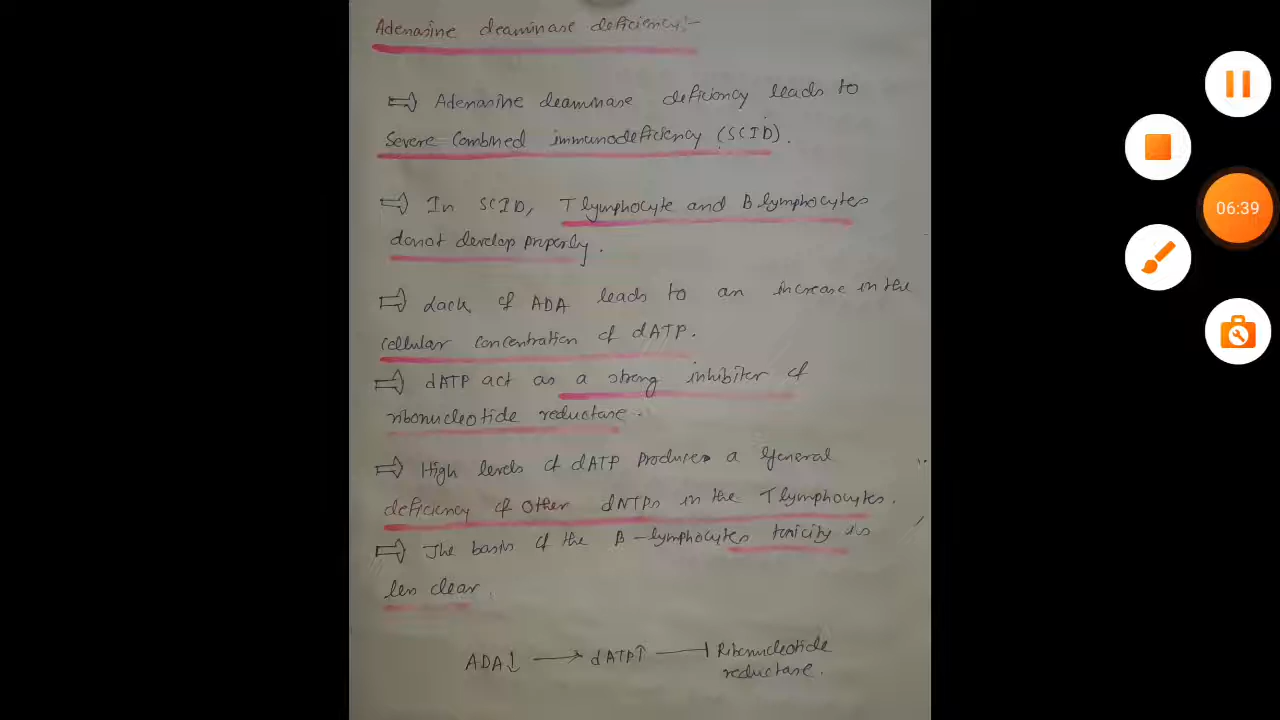 Adenosine deaminase deficiency:-
⇒ Adenosine deaminase deficiency leads to
Severe Combined immunodeficiency (SCID).
⇒ In SCID, T lymphocyte and B lymphocytes
donot develop properly.
⇒ Lack of ADA leads to an increase in the
cellular concentration of dATP.
⇒ dATP act as a strong inhibitor of
ribonucleotide reductase.
⇒ High levels of dATP produces a general
deficiency of other dNTPs in the T lymphocytes.
⇒ The basis of the B-lymphocytes toxicity is
less clear.
ADA↓ → dATP↑ ⊣ Ribonucleotide
reductase.
06:39